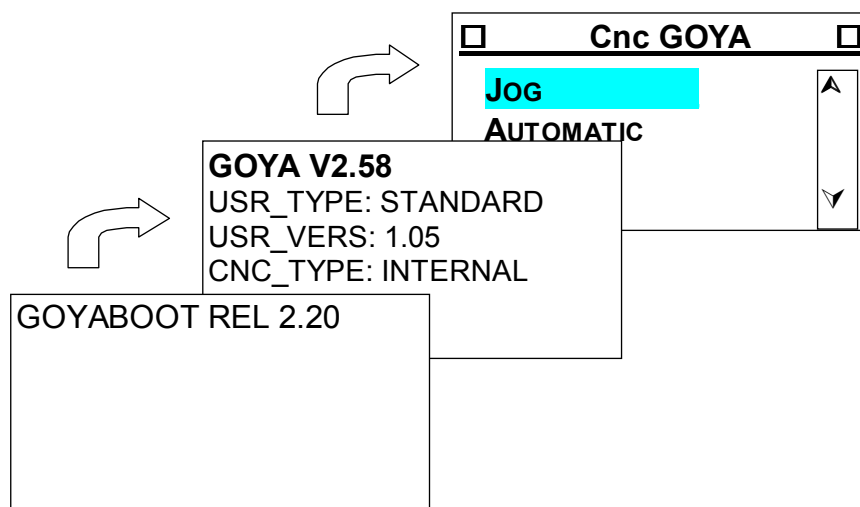 Cnc GOYA
JOG
AUTOMATIC
GOYA V2.58
USR_TYPE: STANDARD
USR_VERS: 1.05
CNC_TYPE: INTERNAL
GOYABOOT REL 2.20